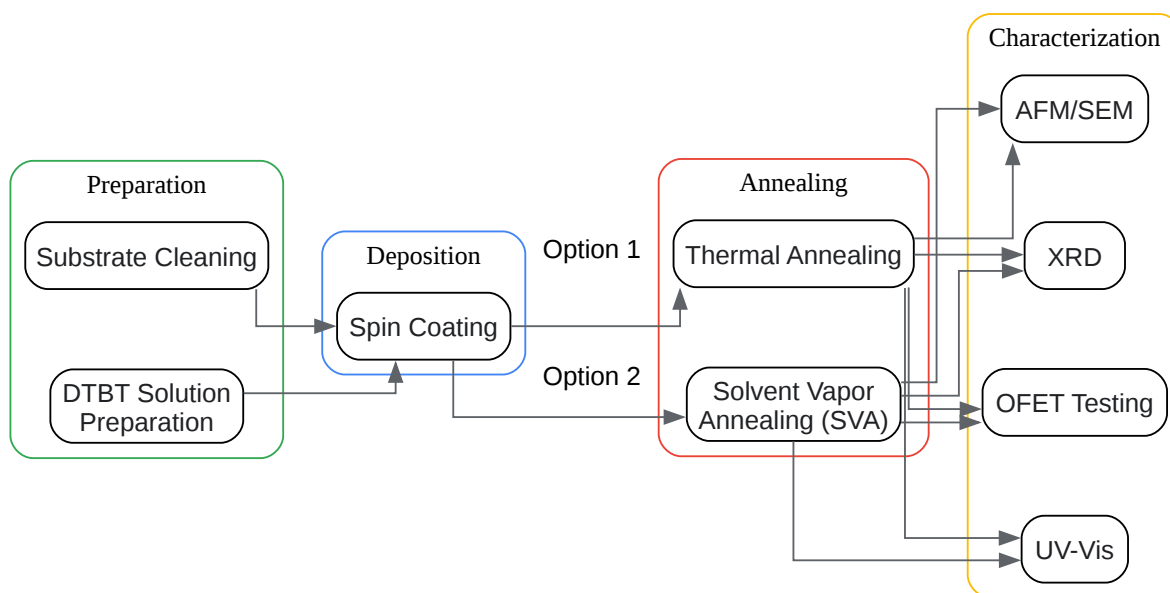 Preparation
Substrate Cleaning
DTBT Solution
Preparation
Deposition
Spin Coating
Option 1
Option 2
Annealing
Thermal Annealing
Solvent Vapor
Annealing (SVA)
Characterization
AFM/SEM
XRD
OFET Testing
UV-Vis